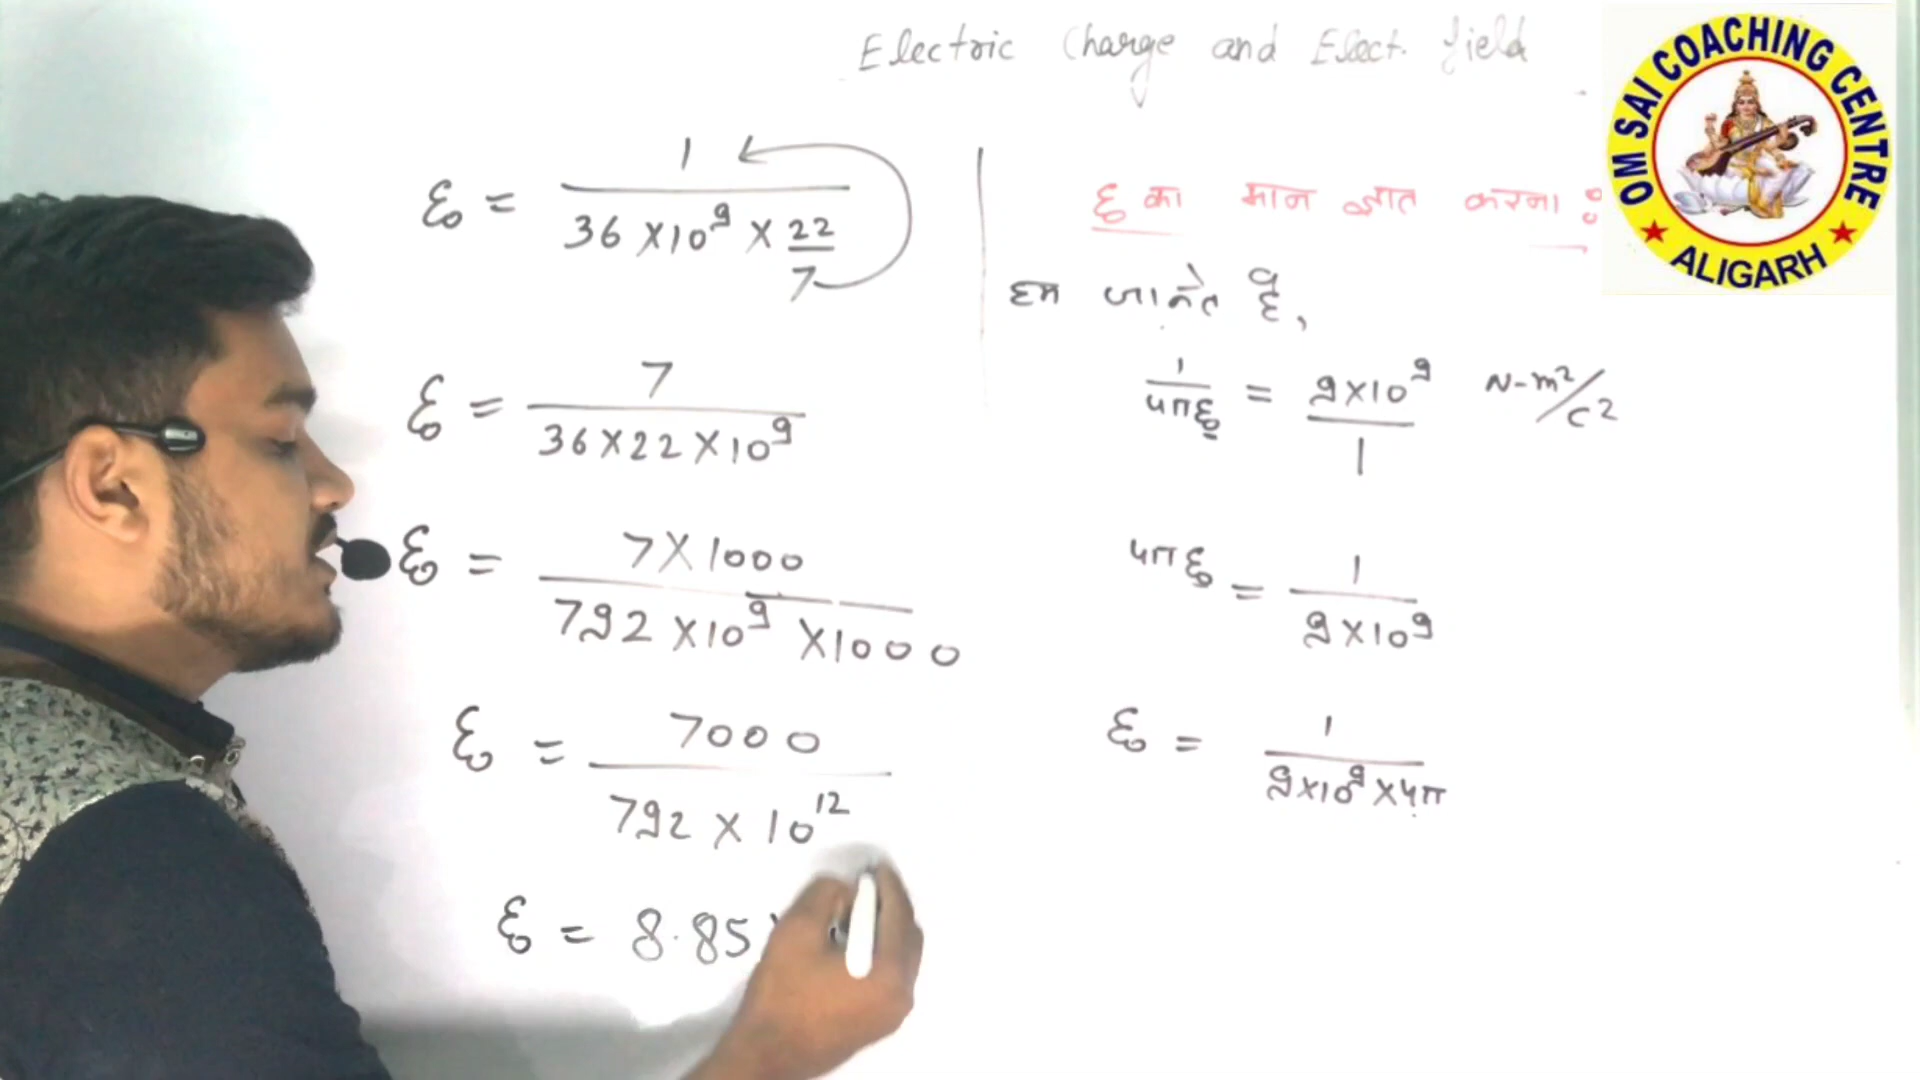 Electric Charge and Elect. field
OM SAI COACHING CENTRE
ALIGARH
ε₀ का मान ज्ञात करना :
हम जानते है,
1/4πε₀ = 9×10⁹/1 N-m²/C²
4πε₀ = 1/9×10⁹
ε₀ = 1/9×10⁹×4π
ε₀ = 1/36×10⁹×22/7
ε₀ = 7/36×22×10⁹
ε₀ = 7×1000/792×10⁹×1000
ε₀ = 7000/792×10¹²
ε₀ = 8.85